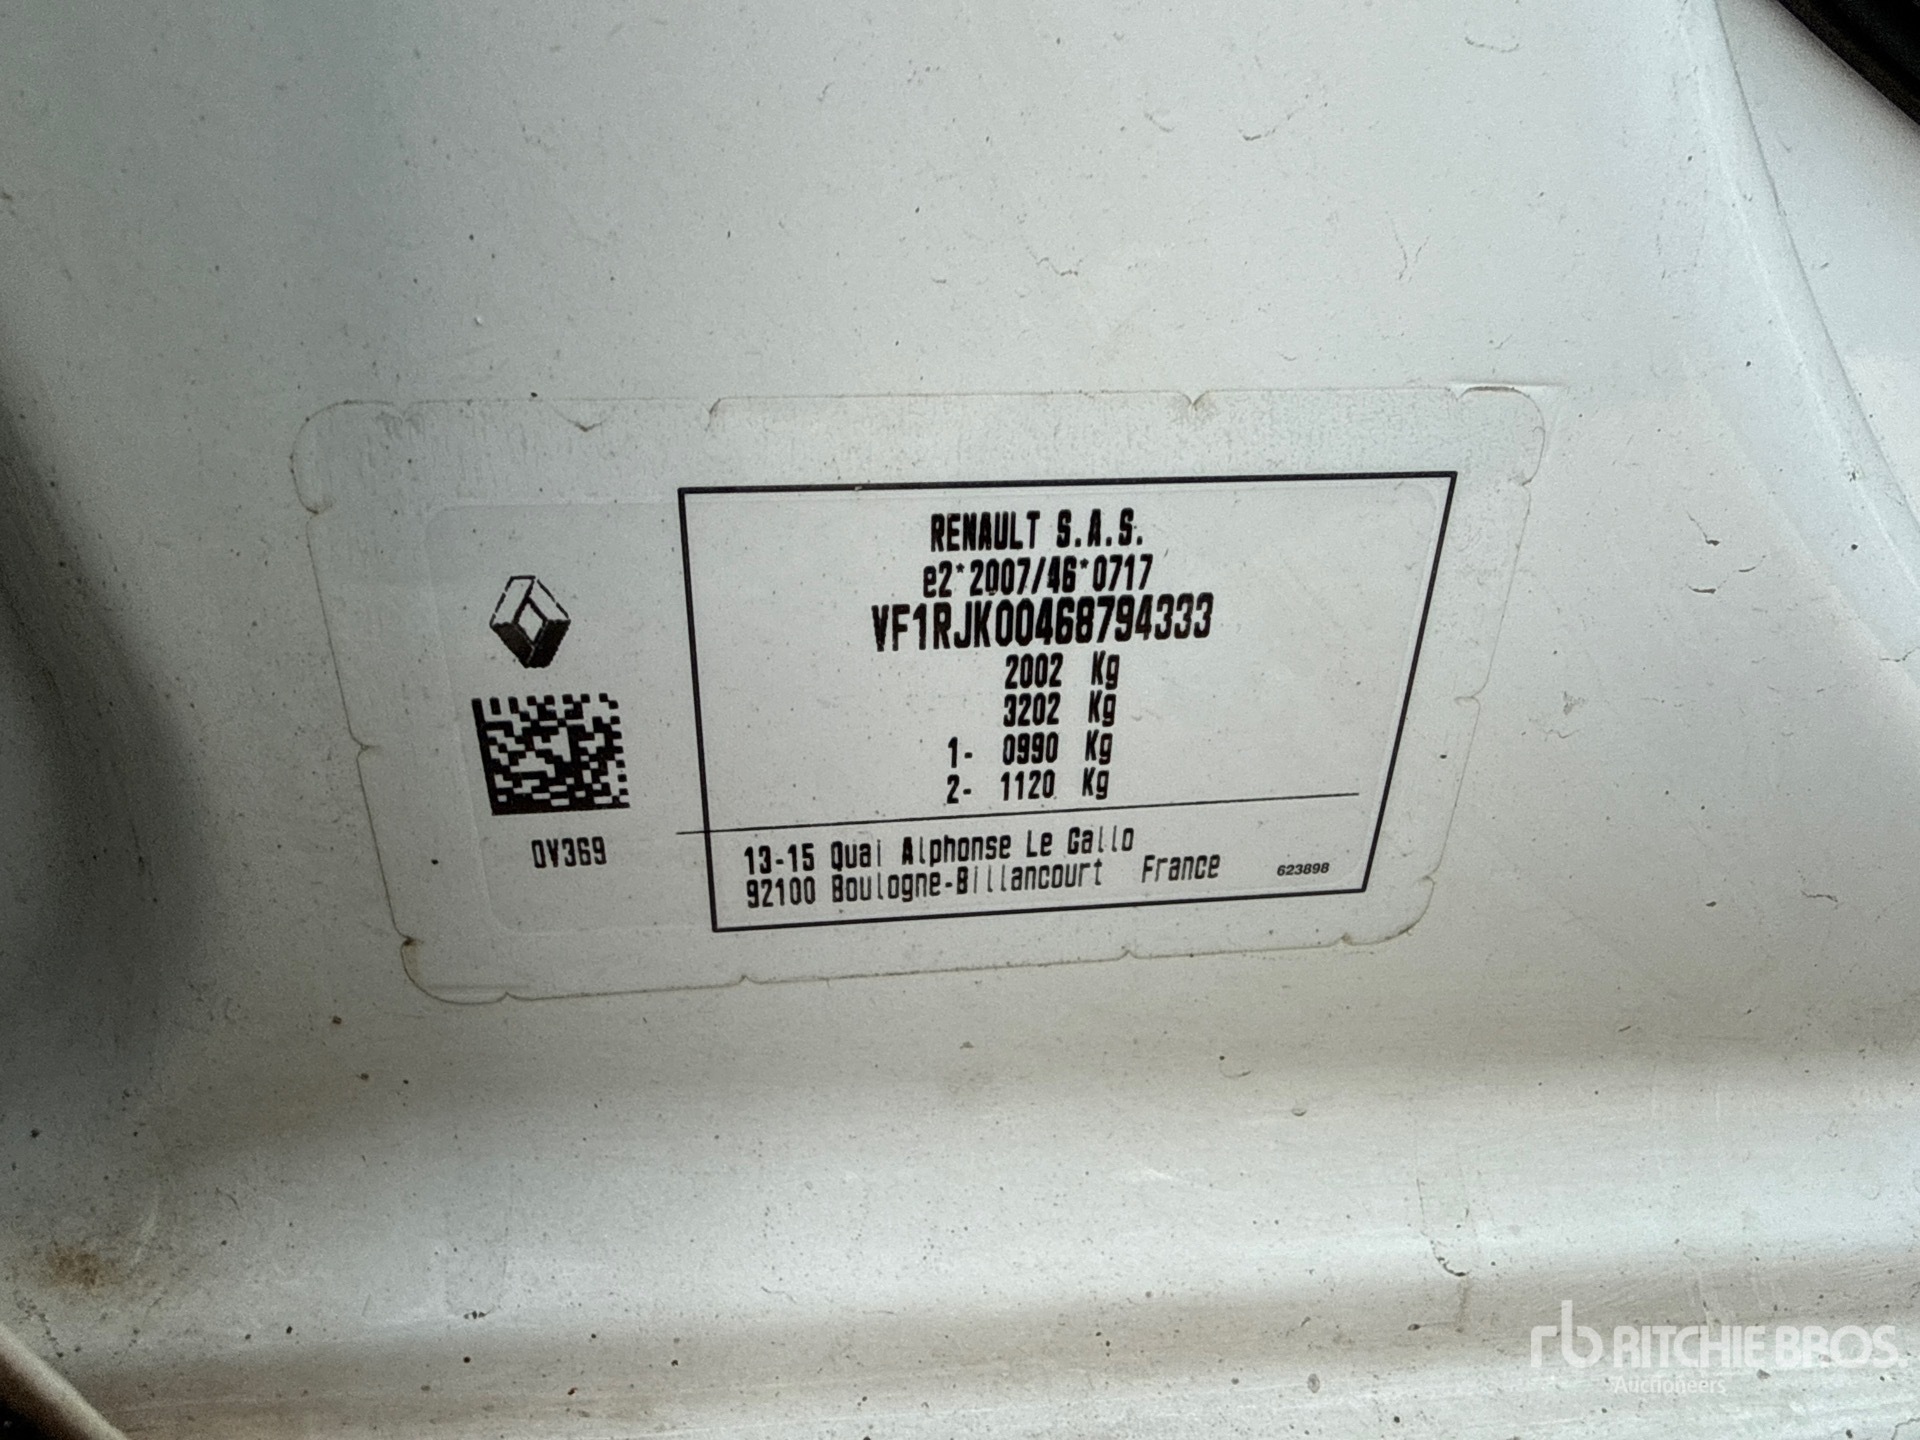 RENAULT S.A.S.
e2*2007/46*0717
VF1RJK00468794333
2002 Kg
3202 Kg
1- 0990 Kg
2- 1120 Kg
0V369
13-15 Quai Alphonse Le Gallo
92100 Boulogne-Billancourt France
623898
rb RITCHIE BROS.
Auctioneers